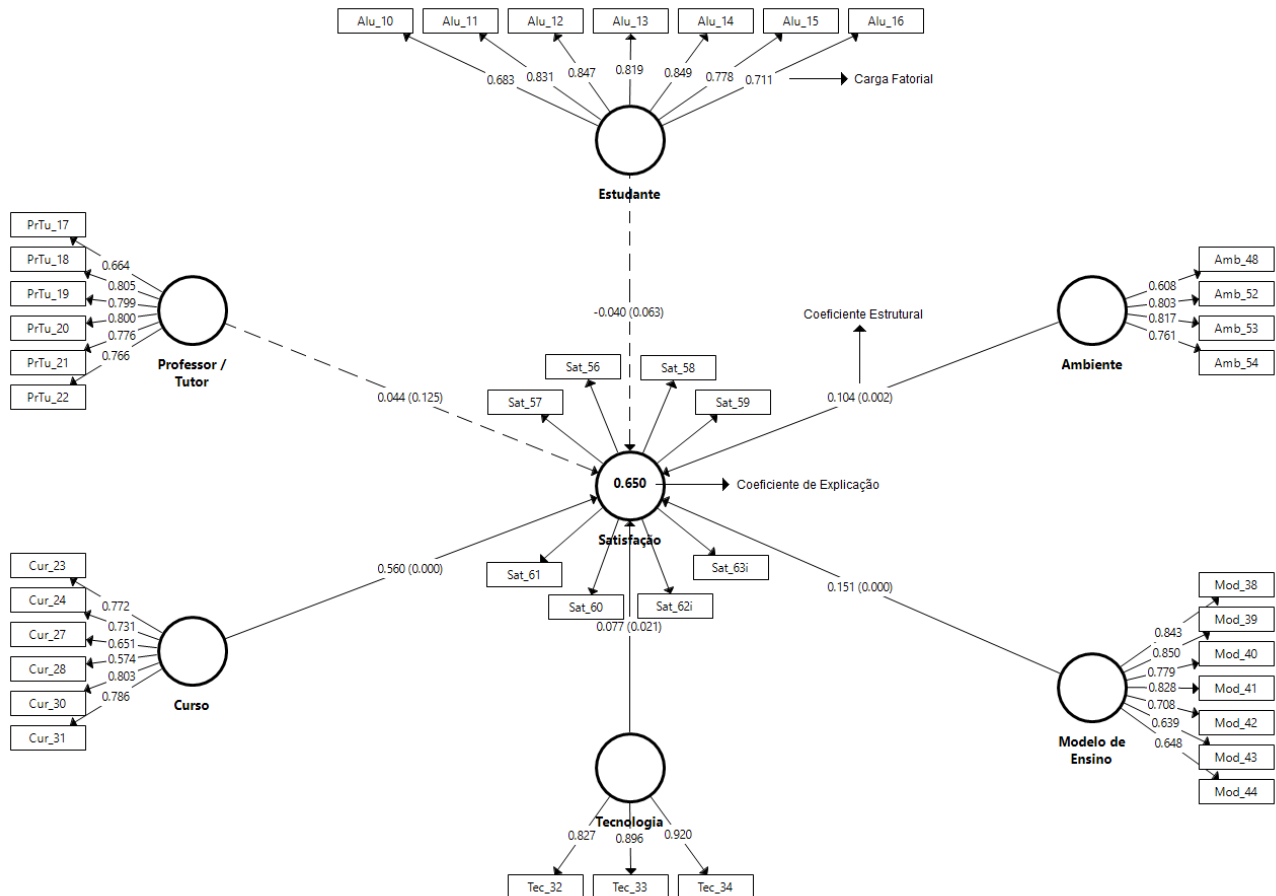 Alu_10
Alu_11
Alu_12
Alu_13
Alu_14
Alu_15
Alu_16
0.683
0.831
0.847
0.819
0.849
0.778
0.711
Carga Fatorial
Estudante
PrTu_17
PrTu_18
PrTu_19
PrTu_20
PrTu_21
PrTu_22
0.664
0.805
0.799
0.800
0.776
0.766
Professor /
Tutor
-0.040 (0.063)
Coeficiente Estrutural
Amb_48
Amb_52
Amb_53
Amb_54
0.608
0.803
0.817
0.761
Ambiente
0.044 (0.125)
0.104 (0.002)
Sat_56
Sat_58
Sat_57
Sat_59
0.650
Coeficiente de Explicação
Satisfação
Sat_61
Sat_63i
Sat_60
Sat_62i
0.560 (0.000)
0.151 (0.000)
0.077 (0.021)
Cur_23
Cur_24
Cur_27
Cur_28
Cur_30
Cur_31
0.772
0.731
0.651
0.574
0.803
0.786
Curso
Mod_38
Mod_39
Mod_40
Mod_41
Mod_42
Mod_43
Mod_44
0.843
0.850
0.779
0.828
0.708
0.639
0.648
Modelo de
Ensino
Tecnologia
0.827
0.896
0.920
Tec_32
Tec_33
Tec_34